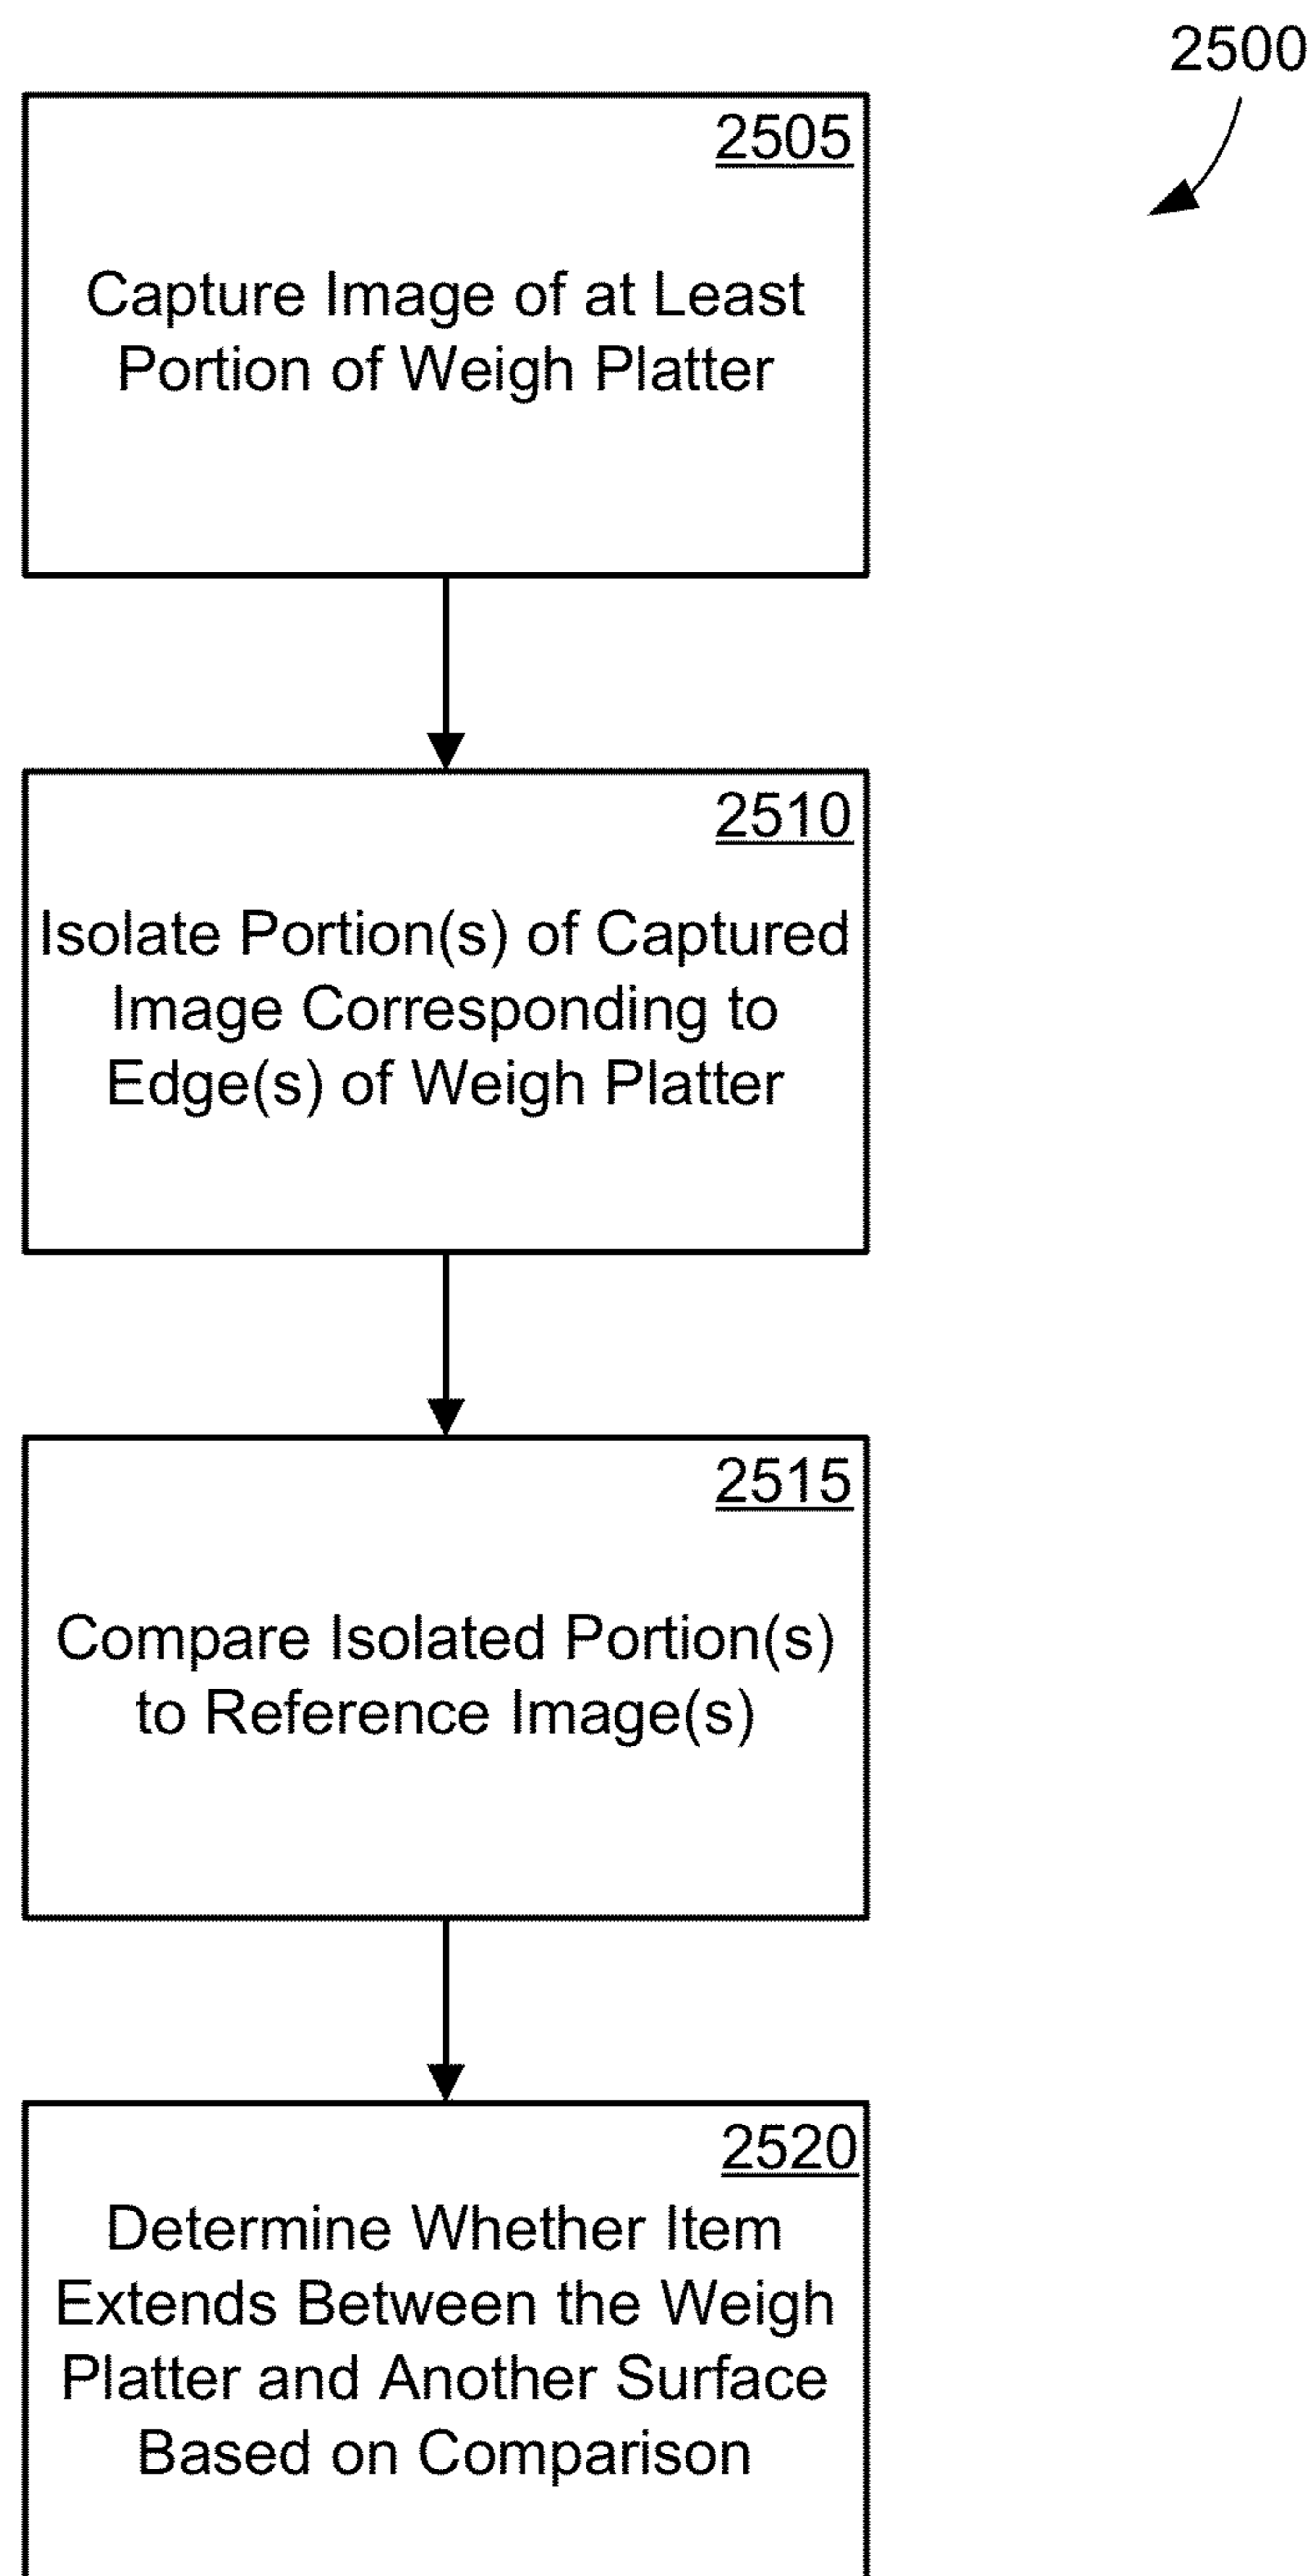 2500
2505
Capture Image of at Least
Portion of Weigh Platter
2510
Isolate Portion(s) of Captured
Image Corresponding to
Edge(s) of Weigh Platter
2515
Compare Isolated Portion(s)
to Reference Image(s)
2520
Determine Whether Item
Extends Between the Weigh
Platter and Another Surface
Based on Comparison